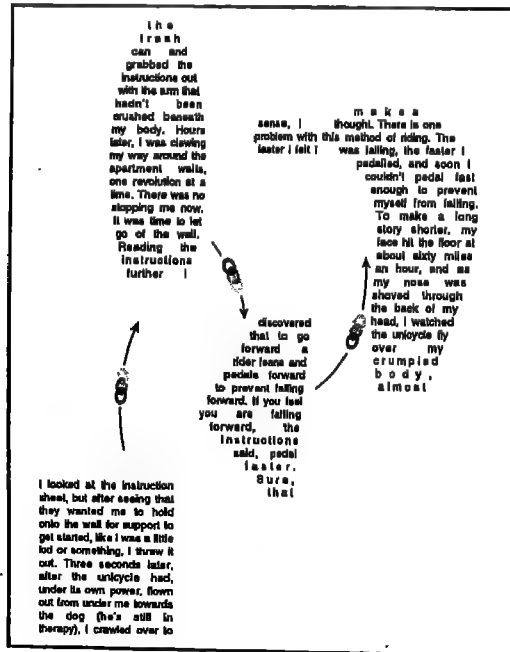 I looked at the instruction
sheet, but after seeing that
they wanted me to hold
onto the wall for support to
get started, like I was a little
kid or something, I threw it
out. Three seconds later,
after the unicycle had,
under its own power, flown
out from under me towards
the dog (he's still in
therapy), I crawled over to
the
trash
can and
grabbed the
instructions out
with the arm that
hadn't been
crushed beneath
my body. Hours
later, I was clawing
my way around the
apartment walls,
one revolution at a
time. There was no
stopping me now.
It was time to let
go of the wall.
Reading the
instructions
further I
discovered
that to go
forward a
rider leans and
pedals forward
to prevent falling
forward. If you feel
you are falling
forward, the
instructions
said, pedal
faster.
Sure,
that
makes
sense, I thought. There is one
problem with this method of riding. The
faster I felt I was falling, the faster I
pedalled, and soon I
couldn't pedal fast
enough to prevent
myself from falling.
To make a long
story shorter, my
face hit the floor at
about sixty miles
an hour, and as
my nose was
shoved through
the back of my
head, I watched
the unicycle fly
over my
crumpled
body,
almost